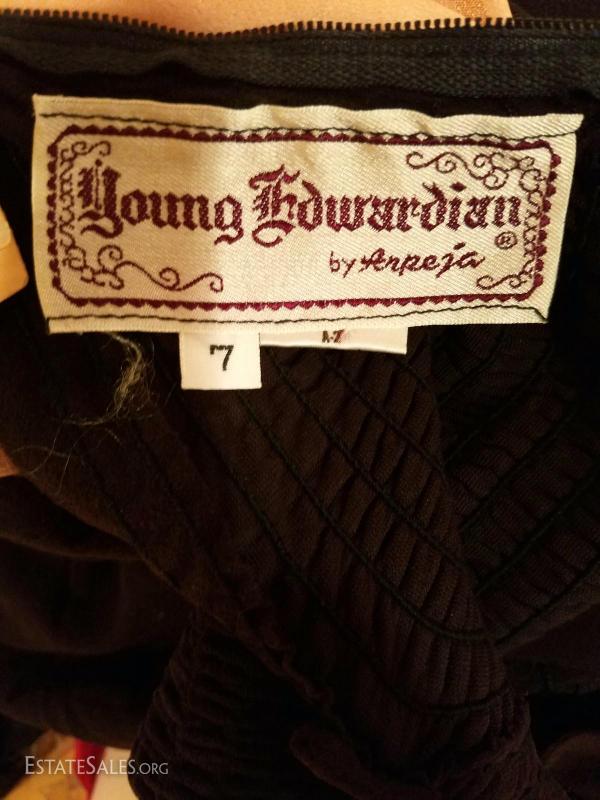 Young Edwardian
®
by Arpeja
7
ESTATESALES.ORG